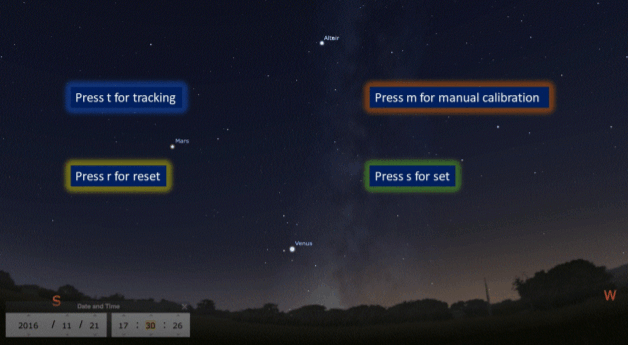 Altair
Press t for tracking
Press m for manual calibration
Mars
Press r for reset
Press s for set
Venus
S
W
Date and Time
2016 / 11 / 21 17 : 30 : 26